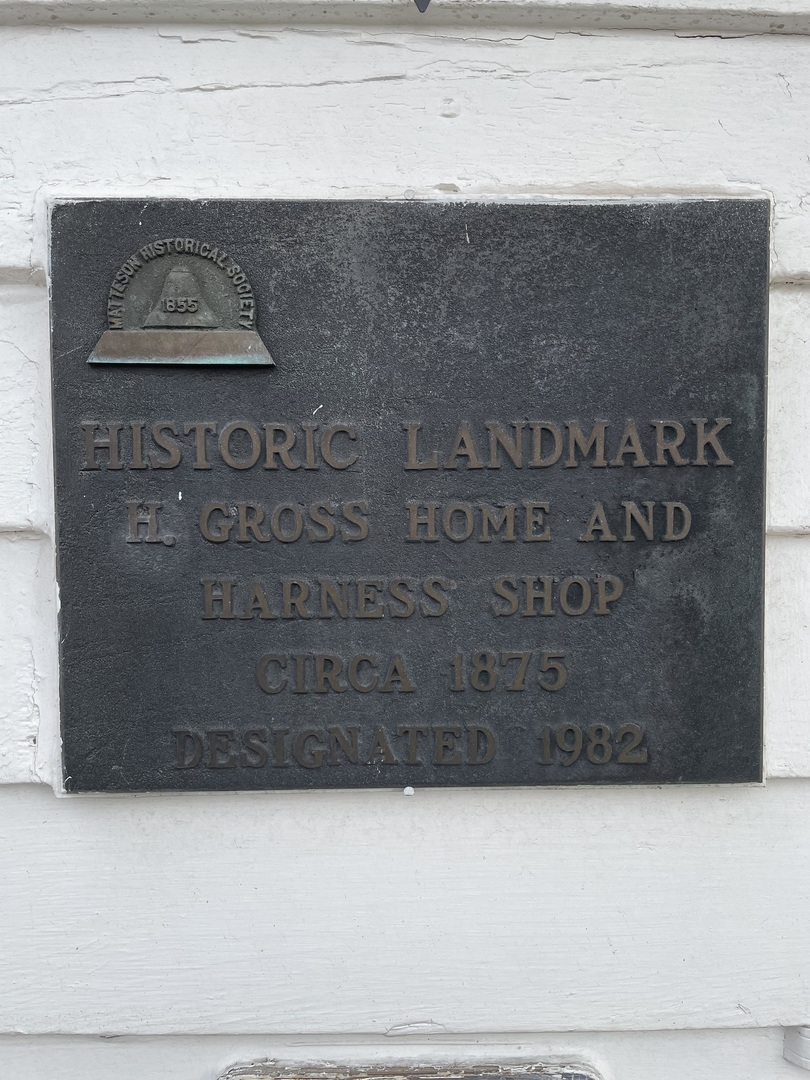 MATTESON HISTORICAL SOCIETY
1855
HISTORIC LANDMARK
H. GROSS HOME AND
HARNESS SHOP
CIRCA 1875
DESIGNATED 1982